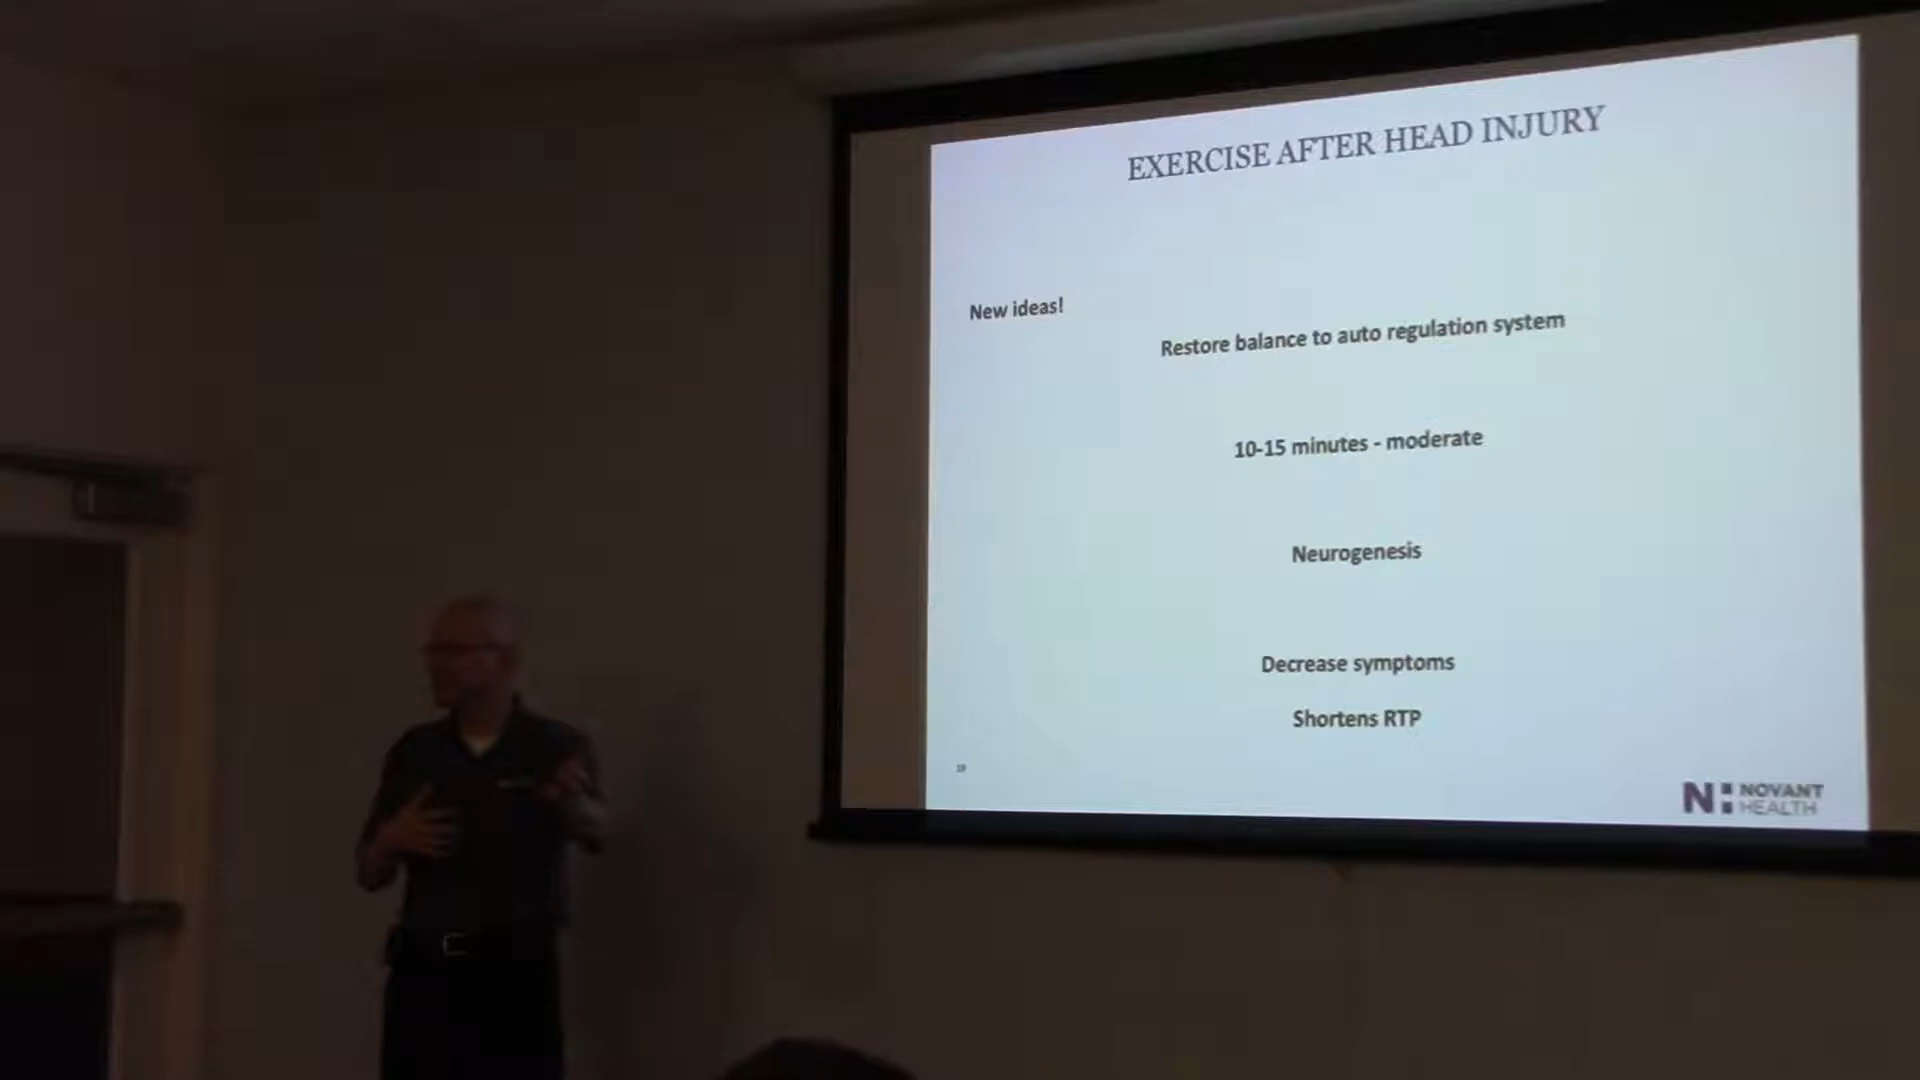 EXERCISE AFTER HEAD INJURY
New ideas!
Restore balance to auto regulation system
10-15 minutes - moderate
Neurogenesis
Decrease symptoms
Shortens RTP
N NOVANT
HEALTH